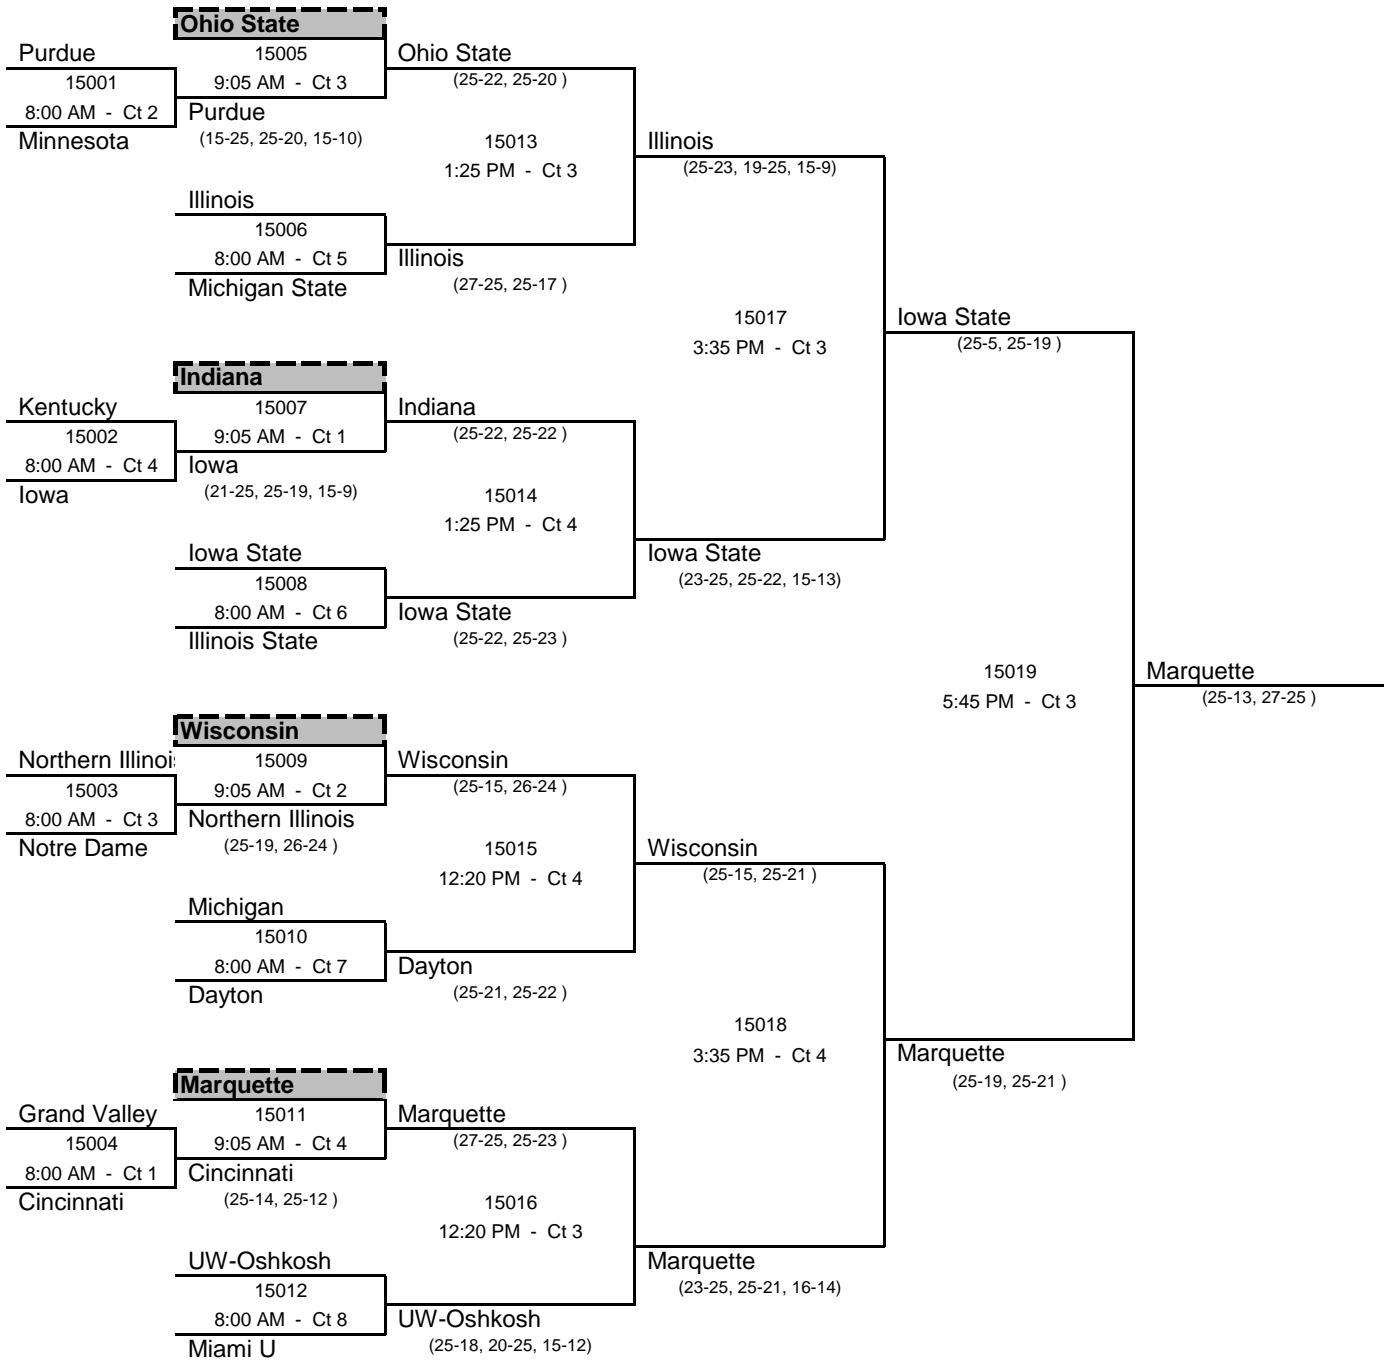 Ohio State
Purdue
15005
Ohio State
15001
9:05 AM - Ct 3
(25-22, 25-20 )
8:00 AM - Ct 2
Purdue
Minnesota
(15-25, 25-20, 15-10)
15013
Illinois
1:25 PM - Ct 3
(25-23, 19-25, 15-9)
Illinois
15006
8:00 AM - Ct 5
Illinois
Michigan State
(27-25, 25-17 )
15017
Iowa State
3:35 PM - Ct 3
(25-5, 25-19 )
Indiana
Kentucky
15007
Indiana
15002
9:05 AM - Ct 1
(25-22, 25-22 )
8:00 AM - Ct 4
Iowa
Iowa
(21-25, 25-19, 15-9)
15014
1:25 PM - Ct 4
Iowa State
Iowa State
15008
(23-25, 25-22, 15-13)
8:00 AM - Ct 6
Iowa State
Illinois State
(25-22, 25-23 )
15019
Marquette
5:45 PM - Ct 3
(25-13, 27-25 )
Wisconsin
Northern Illinois
15009
Wisconsin
15003
9:05 AM - Ct 2
(25-15, 26-24 )
8:00 AM - Ct 3
Northern Illinois
Notre Dame
(25-19, 26-24 )
15015
Wisconsin
12:20 PM - Ct 4
(25-15, 25-21 )
Michigan
15010
8:00 AM - Ct 7
Dayton
Dayton
(25-21, 25-22 )
15018
3:35 PM - Ct 4
Marquette
(25-19, 25-21 )
Marquette
Grand Valley
15011
Marquette
15004
9:05 AM - Ct 4
(27-25, 25-23 )
8:00 AM - Ct 1
Cincinnati
Cincinnati
(25-14, 25-12 )
15016
12:20 PM - Ct 3
UW-Oshkosh
Marquette
15012
(23-25, 25-21, 16-14)
8:00 AM - Ct 8
UW-Oshkosh
Miami U
(25-18, 20-25, 15-12)